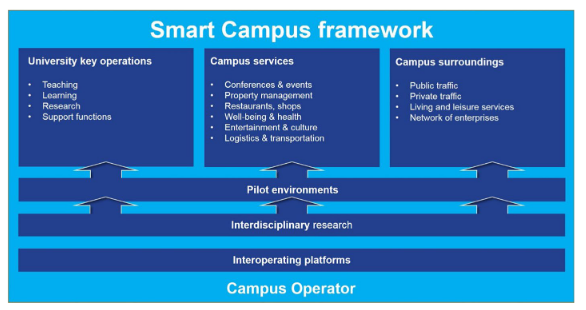 Smart Campus framework
University key operations
• Teaching
• Learning
• Research
• Support functions
Campus services
• Conferences & events
• Property management
• Restaurants, shops
• Well-being & health
• Entertainment & culture
• Logistics & transportation
Campus surroundings
• Public traffic
• Private traffic
• Living and leisure services
• Network of enterprises
Pilot environments
Interdisciplinary research
Interoperating platforms
Campus Operator